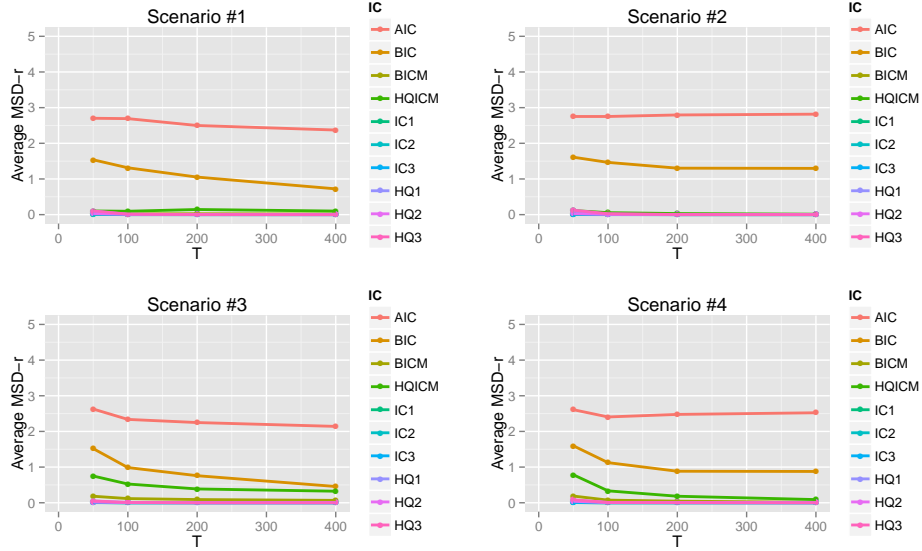 Scenario #1
Average MSD-r
5
4
3
2
1
0
0
100
200
300
400
T
IC
AIC
BIC
BICM
HQICM
IC1
IC2
IC3
HQ1
HQ2
HQ3
Scenario #2
Average MSD-r
5
4
3
2
1
0
0
100
200
300
400
T
IC
AIC
BIC
BICM
HQICM
IC1
IC2
IC3
HQ1
HQ2
HQ3
Scenario #3
Average MSD-r
5
4
3
2
1
0
0
100
200
300
400
T
IC
AIC
BIC
BICM
HQICM
IC1
IC2
IC3
HQ1
HQ2
HQ3
Scenario #4
Average MSD-r
5
4
3
2
1
0
0
100
200
300
400
T
IC
AIC
BIC
BICM
HQICM
IC1
IC2
IC3
HQ1
HQ2
HQ3